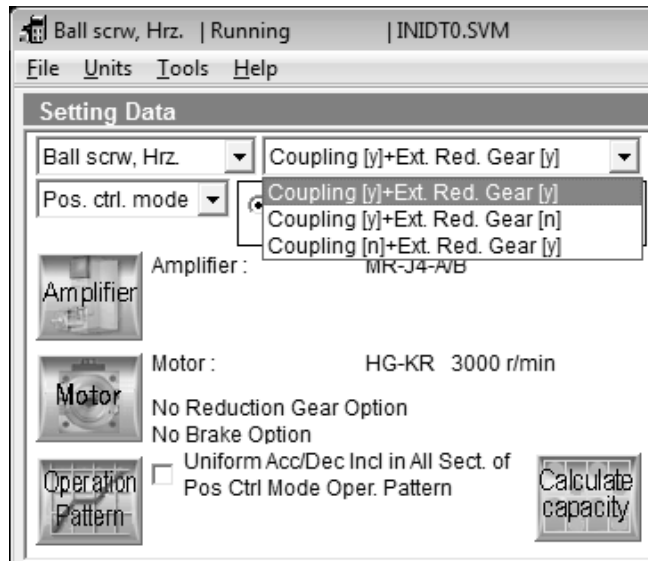 Ball scrw, Hrz. | Running | INIDT0.SVM
File Units Tools Help
Setting Data
Ball scrw, Hrz. Coupling [y]+Ext. Red. Gear [y]
Pos. ctrl. mode
Coupling [y]+Ext. Red. Gear [y]
Coupling [y]+Ext. Red. Gear [n]
Coupling [n]+Ext. Red. Gear [y]
Amplifier
Amplifier : MR-J4-A/B
Motor
Motor : HG-KR 3000 r/min
No Reduction Gear Option
No Brake Option
Operation
Pattern
Uniform Acc/Dec Incl in All Sect. of
Pos Ctrl Mode Oper. Pattern
Calculate
capacity